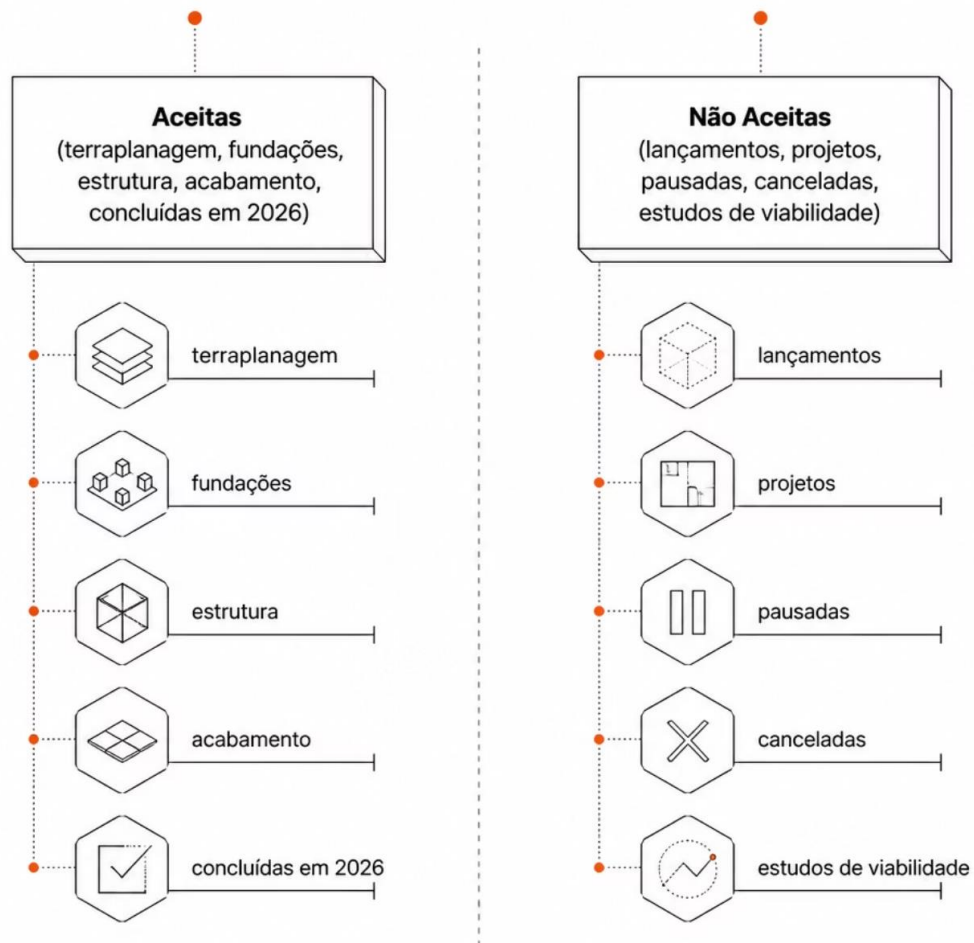 Aceitas
(terraplanagem, fundações,
estrutura, acabamento,
concluídas em 2026)
terraplanagem
fundações
estrutura
acabamento
concluídas em 2026
Não Aceitas
(lançamentos, projetos,
pausadas, canceladas,
estudos de viabilidade)
lançamentos
projetos
pausadas
canceladas
estudos de viabilidade